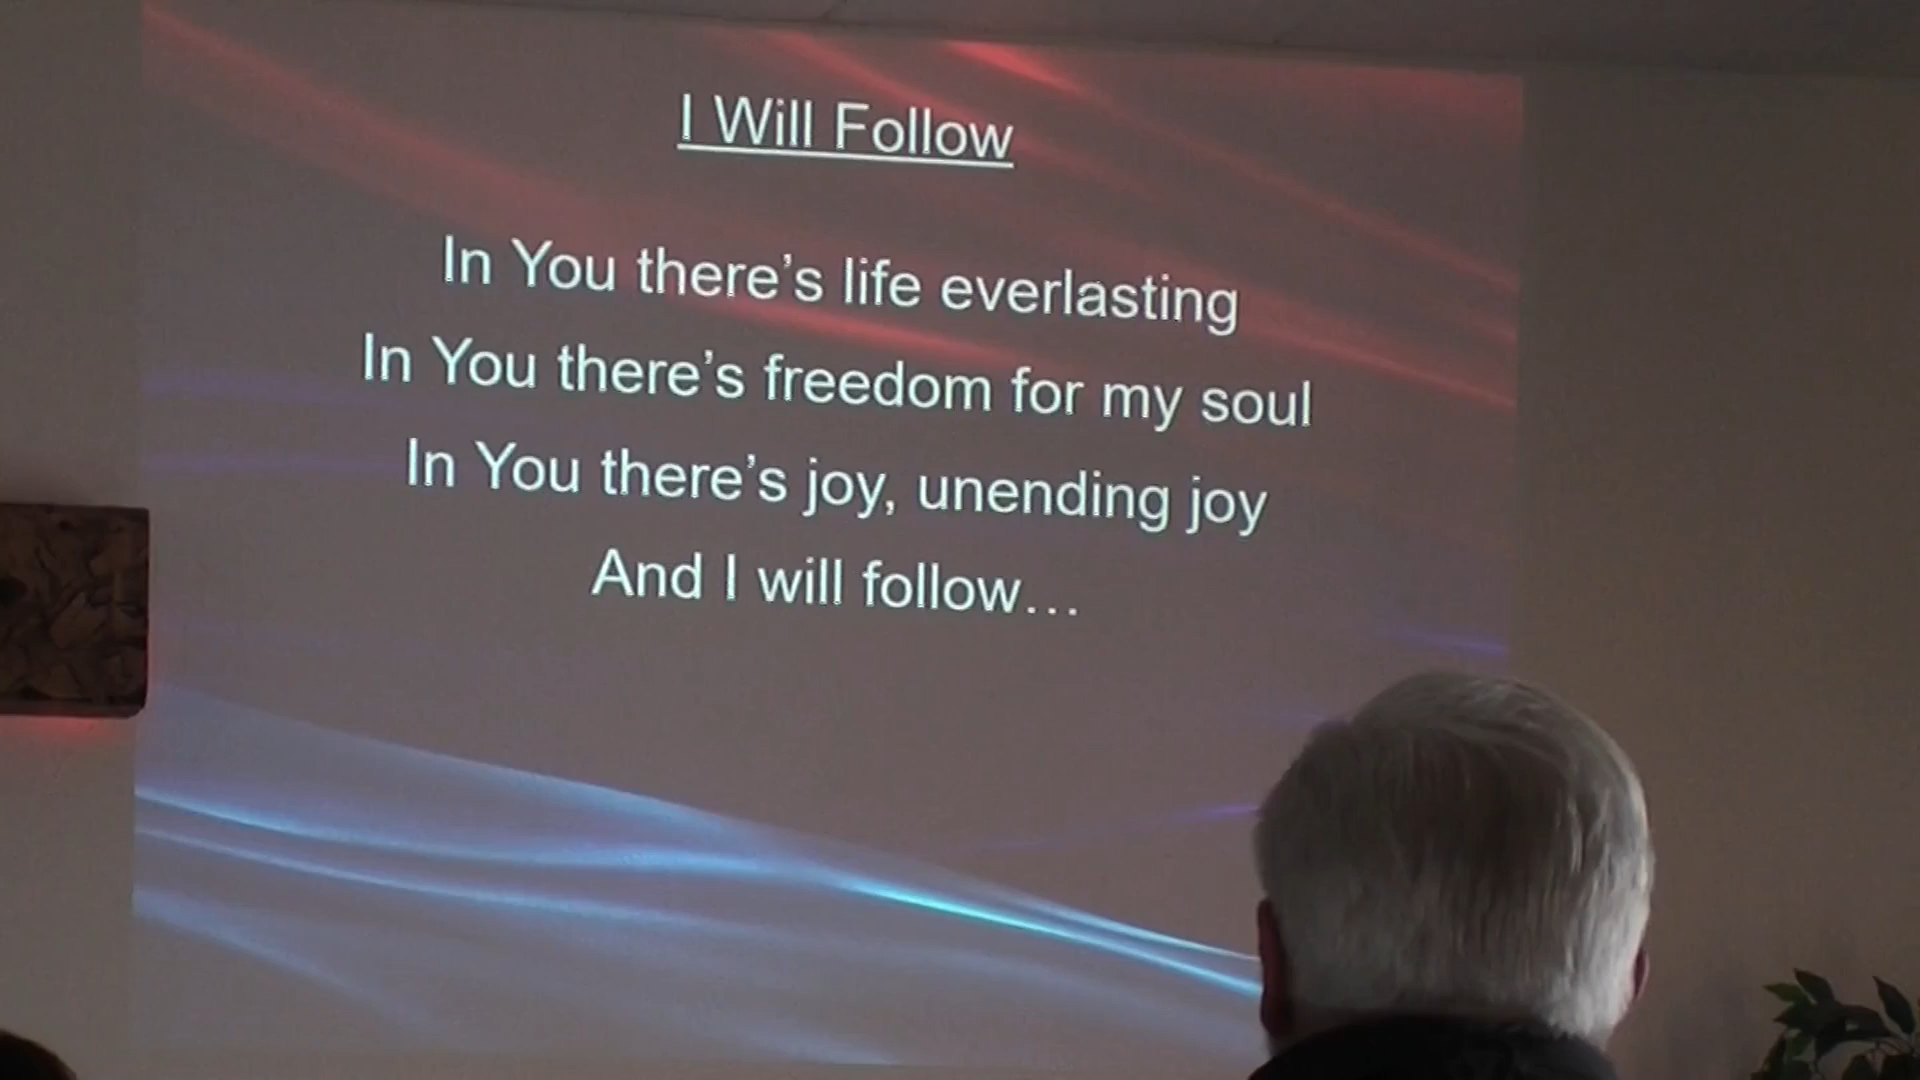 I Will Follow
In You there’s life everlasting
In You there’s freedom for my soul
In You there’s joy, unending joy
And I will follow…